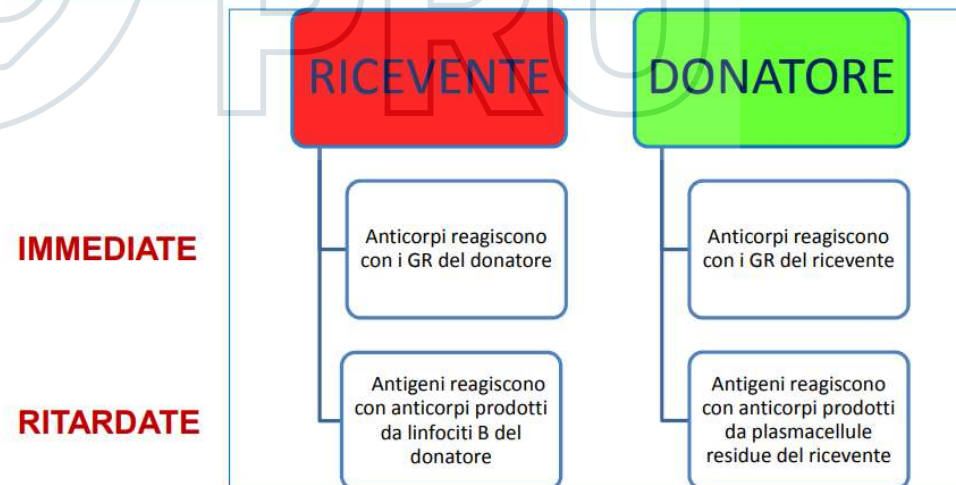 RICEVENTE
DONATORE
IMMEDIATE
Anticorpi reagiscono
con i GR del donatore
Anticorpi reagiscono
con i GR del ricevente
RITARDATE
Antigeni reagiscono
con anticorpi prodotti
da linfociti B del
donatore
Antigeni reagiscono
con anticorpi prodotti
da plasmacellule
residue del ricevente